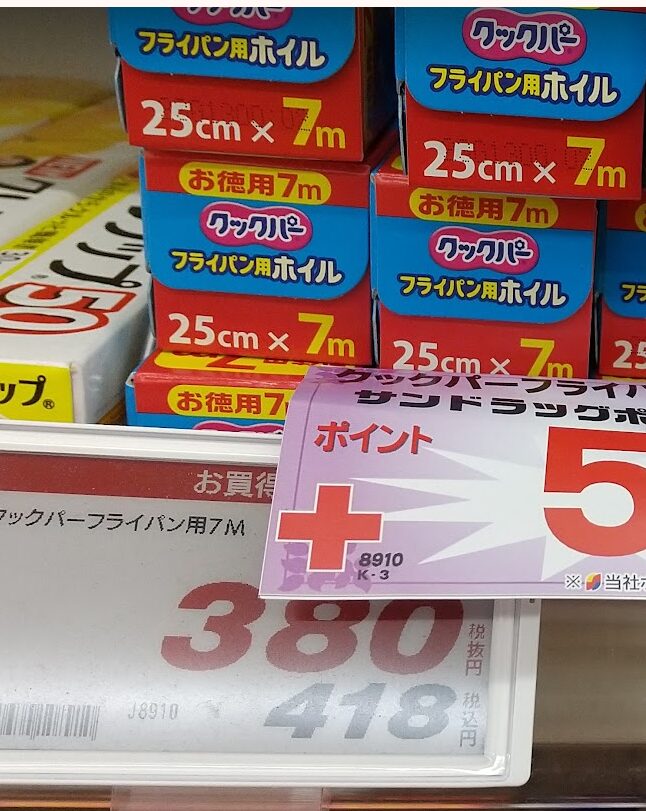 クックパー
フライパン用ホイル
25cm×7m
クックパー
フライパン用ホイル
25cm×7m
お徳用7m
クックパー
フライパン用ホイル
25cm×7m
お徳用7m
クックパー
フライパン用ホイル
25cm×7m
お徳用7
50
ップ®
クックパーフライパ
サンドラッグポ
ポイント
+5
8910
K-3
※当社ポ
お買得
クックパーフライパン用7M
380
税抜円
418
税込円
J8910